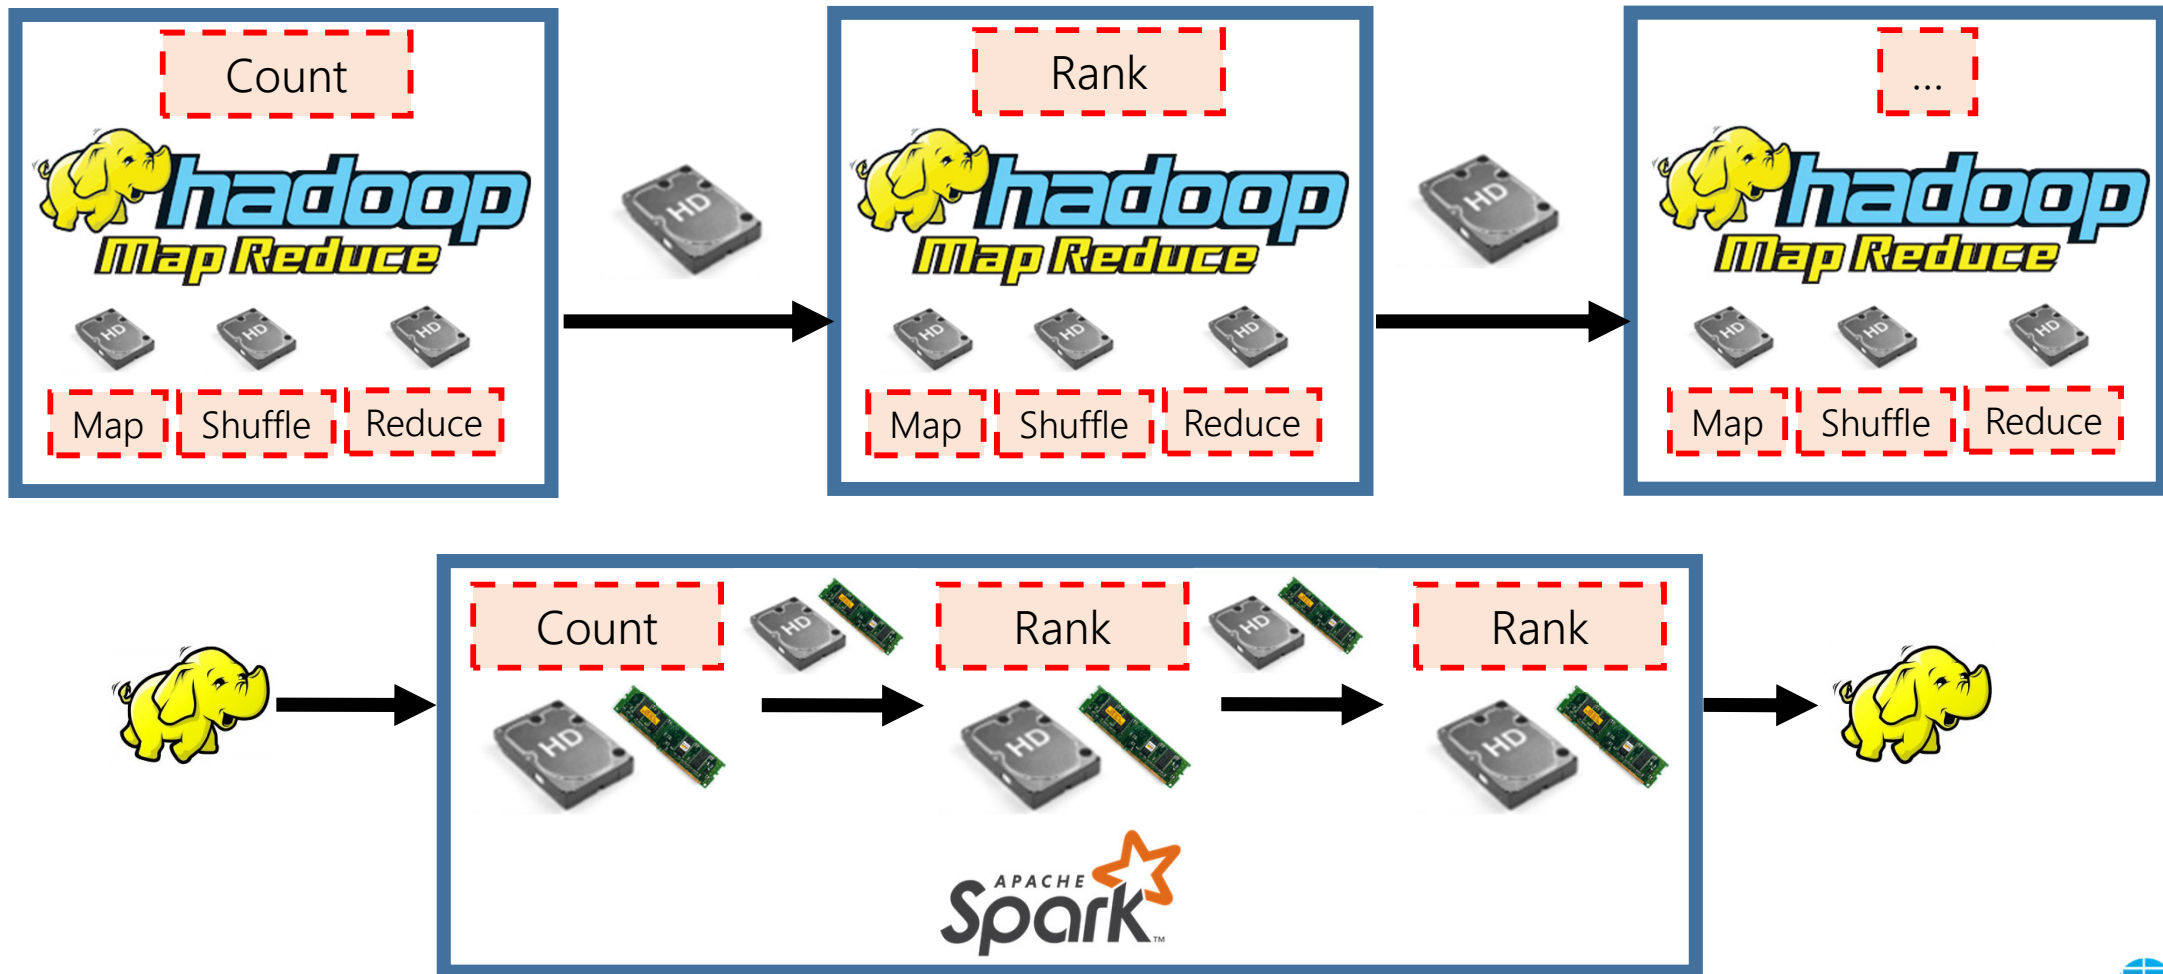 Count
hadoop
Map Reduce
HD
HD
HD
Map
Shuffle
Reduce
HD
Rank
hadoop
Map Reduce
HD
HD
HD
Map
Shuffle
Reduce
HD
...
hadoop
Map Reduce
HD
HD
HD
Map
Shuffle
Reduce
Count
HD
Rank
HD
Rank
HD
HD
HD
APACHE
Spark™